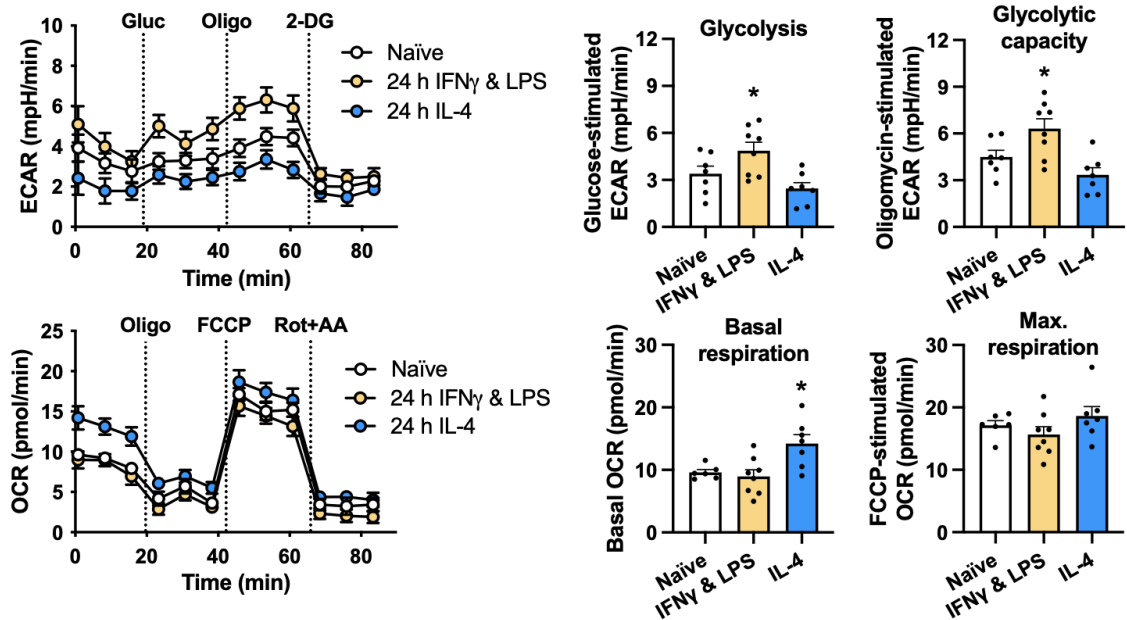 Gluc Oligo 2-DG
ECAR (mpH/min)
10
8
6
4
2
0
0 20 40 60 80
Time (min)
Naïve
24 h IFNγ & LPS
24 h IL-4
Glycolysis
Glucose-stimulated
ECAR (mpH/min)
12
9
6
3
0
*
Naïve
IFNγ & LPS
IL-4
Glycolytic
capacity
Oligomycin-stimulated
ECAR (mpH/min)
12
9
6
3
0
*
Naïve
IFNγ & LPS
IL-4
Oligo FCCP Rot+AA
OCR (pmol/min)
25
20
15
10
5
0
0 20 40 60 80
Time (min)
Naïve
24 h IFNγ & LPS
24 h IL-4
Basal
respiration
Basal OCR (pmol/min)
30
20
10
0
*
Naïve
IFNγ & LPS
IL-4
Max.
respiration
FCCP-stimulated
OCR (pmol/min)
30
20
10
0
Naïve
IFNγ & LPS
IL-4